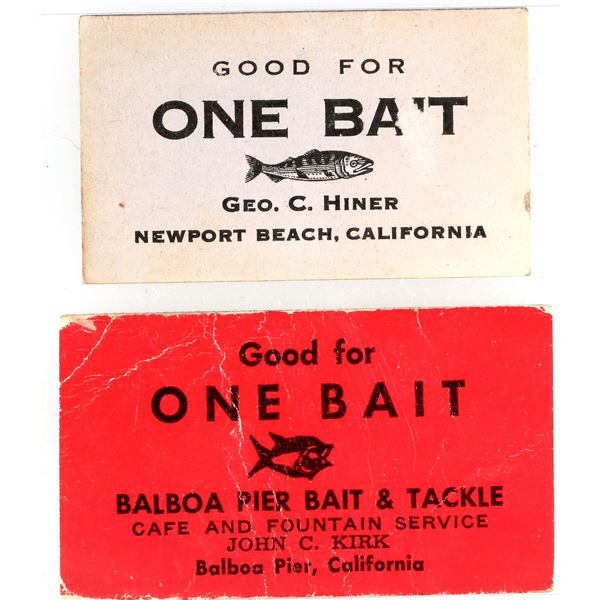 GOOD FOR
ONE BAIT
GEO. C. HINER
NEWPORT BEACH, CALIFORNIA
Good for
ONE BAIT
BALBOA PIER BAIT & TACKLE
CAFE AND FOUNTAIN SERVICE
JOHN C. KIRK
Balboa Pier, California